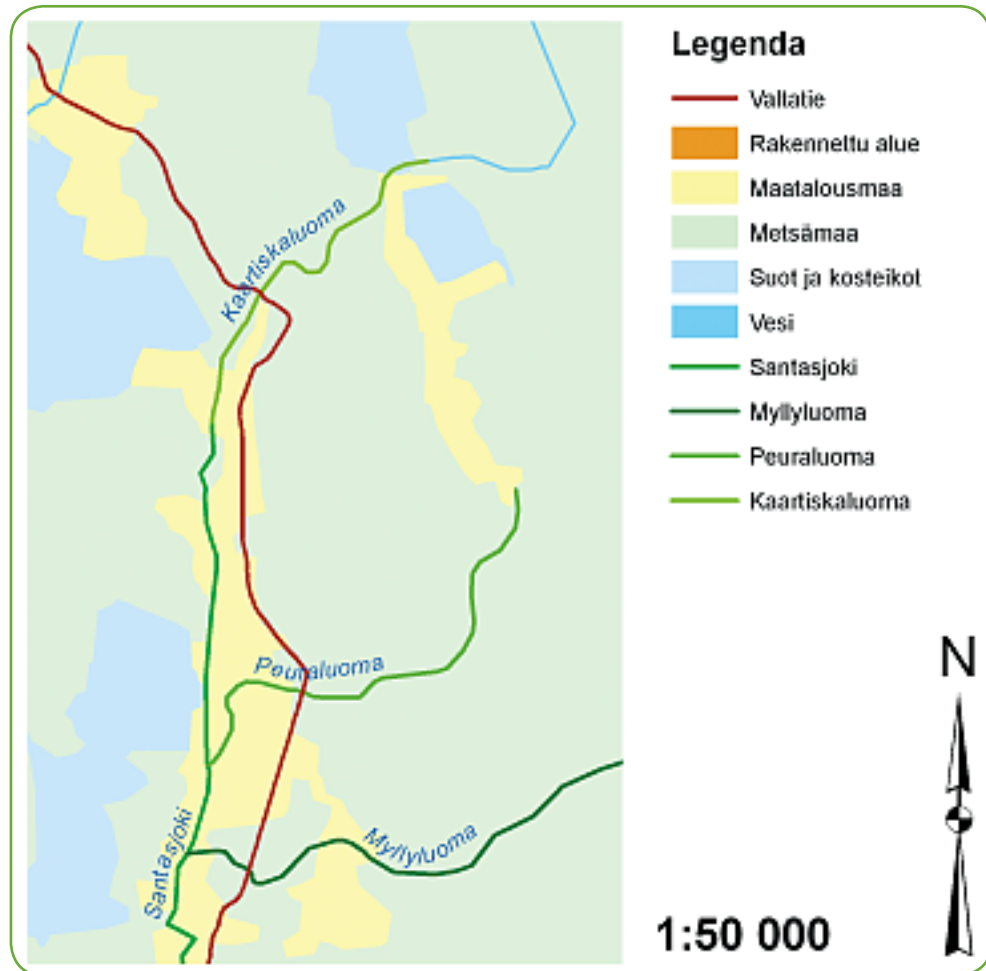 Legenda
Valtatie
Rakennettu alue
Maatalousmaa
Metsämaa
Suot ja kosteikot
Vesi
Santasjoki
Myllyluoma
Peuraluoma
Kaartiskaluoma
Kaartiskaluoma
Peuraluoma
Myllyluoma
Santasjoki
N
1:50 000